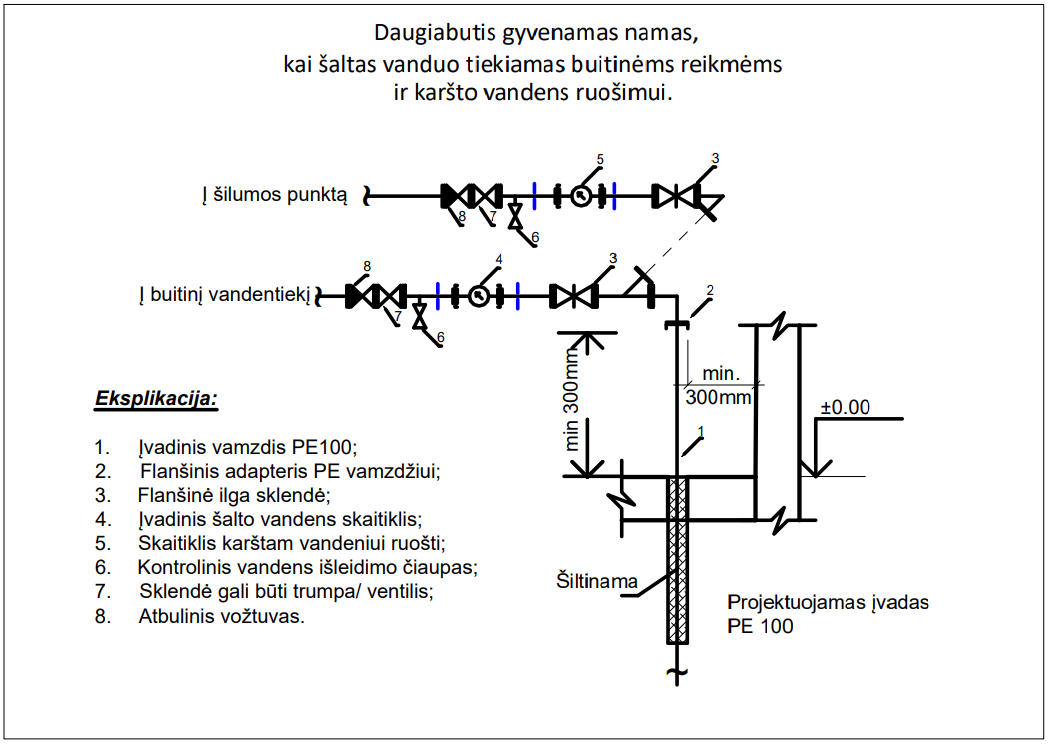 Daugiabutis gyvenamas namas,
kai šaltas vanduo tiekiamas buitinėms reikmėms
ir karšto vandens ruošimui.
5
3
Į šilumos punktą
8
7
6
8
4
3
Į buitinį vandentiekį
2
7
6
min.
300mm
min 300mm
±0.00
1
Eksplikacija:
1. Įvadinis vamzdis PE100;
2. Flanšinis adapteris PE vamzdžiui;
3. Flanšinė ilga sklendė;
4. Įvadinis šalto vandens skaitiklis;
5. Skaitiklis karštam vandeniui ruošti;
6. Kontrolinis vandens išleidimo čiaupas;
7. Sklendė gali būti trumpa/ ventilis;
8. Atbulinis vožtuvas.
Šiltinama
Projektuojamas įvadas
PE 100